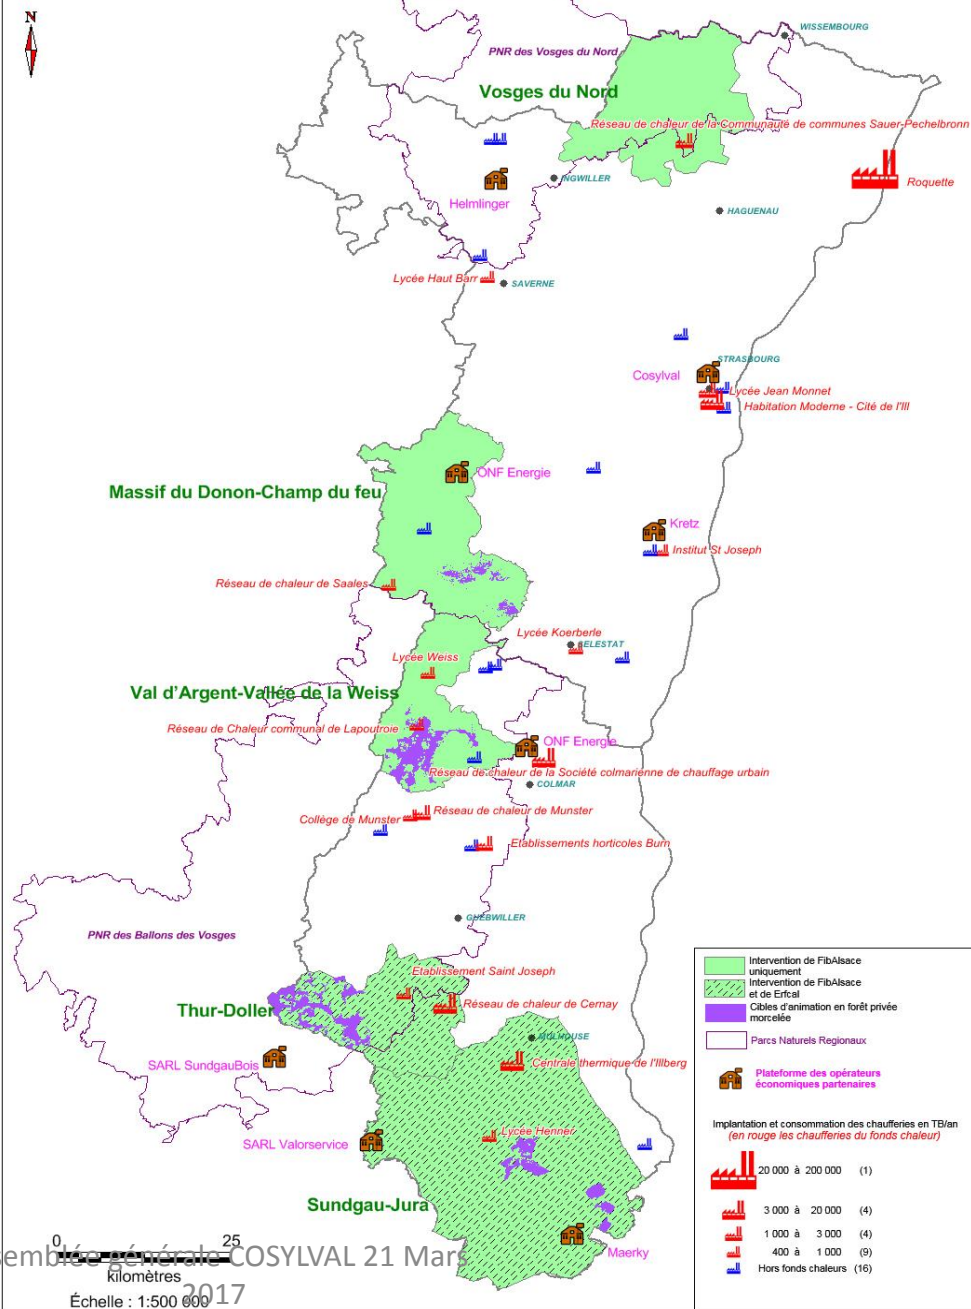 N
WISSEMBOURG
PNR des Vosges du Nord
Vosges du Nord
Réseau de chaleur de la Communauté de communes Sauer-Pechelbronn
Roquette
INGWILLER
Helmlinger
HAGUENAU
Lycée Haut Barr
SAVERNE
STRASBOURG
Cosylval
Lycée Jean Monnet
Habitation Moderne - Cité de l'Ill
ONF Energie
Massif du Donon-Champ du feu
Kretz
Institut St Joseph
Réseau de chaleur de Saales
Lycée Koerberle
SELESTAT
Lycée Weiss
Val d'Argent-Vallée de la Weiss
Réseau de Chaleur communal de Lapoutroie
ONF Energie
Réseau de chaleur de la Société colmarienne de chauffage urbain
COLMAR
Collège de Munster
Réseau de chaleur de Munster
Etablissements horticoles Burn
GUEBWILLER
PNR des Ballons des Vosges
Etablissement Saint Joseph
Thur-Doller
Réseau de chaleur de Cernay
MULHOUSE
SARL SundgauBois
Centrale thermique de l'Illberg
Lycée Henner
SARL Valorservice
Sundgau-Jura
Maerky
Intervention de FibAlsace
uniquement
Intervention de FibAlsace
et de Erfcal
Cibles d'animation en forêt privée
morcelée
Parcs Naturels Regionaux
Plateforme des opérateurs
économiques partenaires
Implantation et consommation des chaufferies en TB/an
(en rouge les chaufferies du fonds chaleur)
20 000 à 200 000 (1)
3 000 à 20 000 (4)
1 000 à 3 000 (4)
400 à 1 000 (9)
Hors fonds chaleurs (16)
0 25
semblée générale COSYLVAL 21 Mars
kilomètres
2017
Échelle : 1:500 000